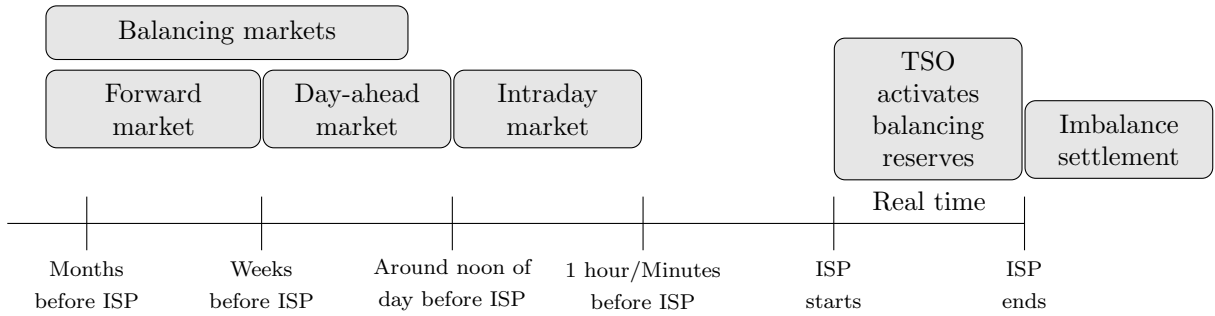 Balancing markets
Forward
market
Day-ahead
market
Intraday
market
TSO
activates
balancing
reserves
Imbalance
settlement
Real time
Months
before ISP
Weeks
before ISP
Around noon of
day before ISP
1 hour/Minutes
before ISP
ISP
starts
ISP
ends